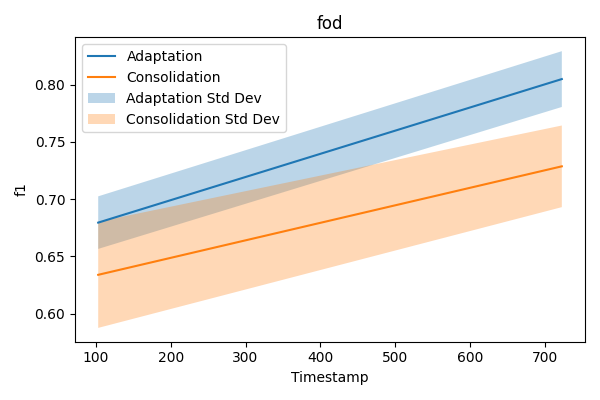 fod
Adaptation
Consolidation
Adaptation Std Dev
Consolidation Std Dev
0.80
0.75
0.70
0.65
0.60
f1
100 200 300 400 500 600 700
Timestamp